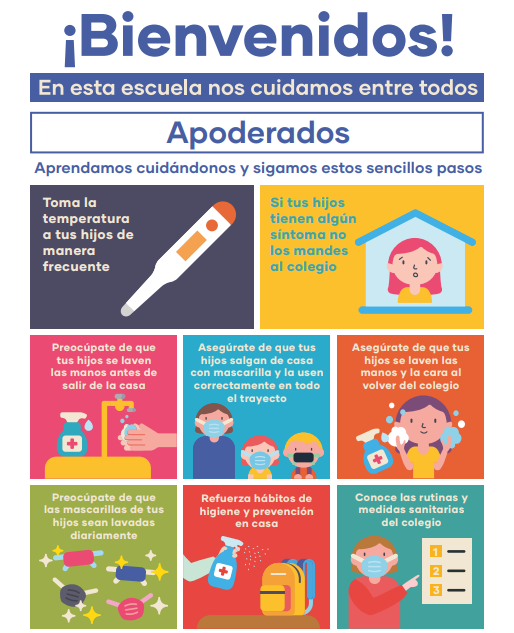 ¡Bienvenidos!
En esta escuela nos cuidamos entre todos
Apoderados
Aprendamos cuidándonos y sigamos estos sencillos pasos
Toma la
temperatura
a tus hijos de
manera
frecuente
Si tus hijos
tienen algún
síntoma no
los mandes
al colegio
Preocúpate de que
tus hijos se laven
las manos antes de
salir de la casa
Asegúrate de que tus
hijos salgan de casa
con mascarilla y la usen
correctamente en todo
el trayecto
Asegúrate de que tus
hijos se laven las
manos y la cara al
volver del colegio
Preocúpate de que
las mascarillas de tus
hijos sean lavadas
diariamente
Refuerza hábitos de
higiene y prevención
en casa
Conoce las rutinas y
medidas sanitarias
del colegio
1
2
3